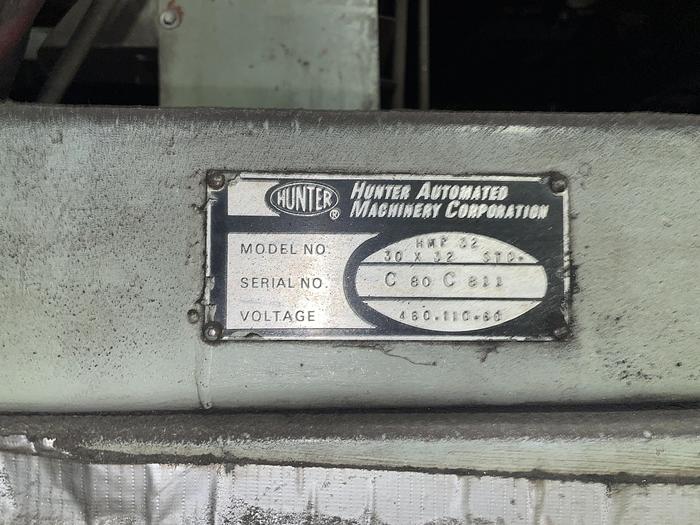 HUNTER ®
HUNTER AUTOMATED
MACHINERY CORPORATION
MODEL NO. HMP 32
30 X 32 STD.
SERIAL NO. C 80 C 811
VOLTAGE 460-110-60